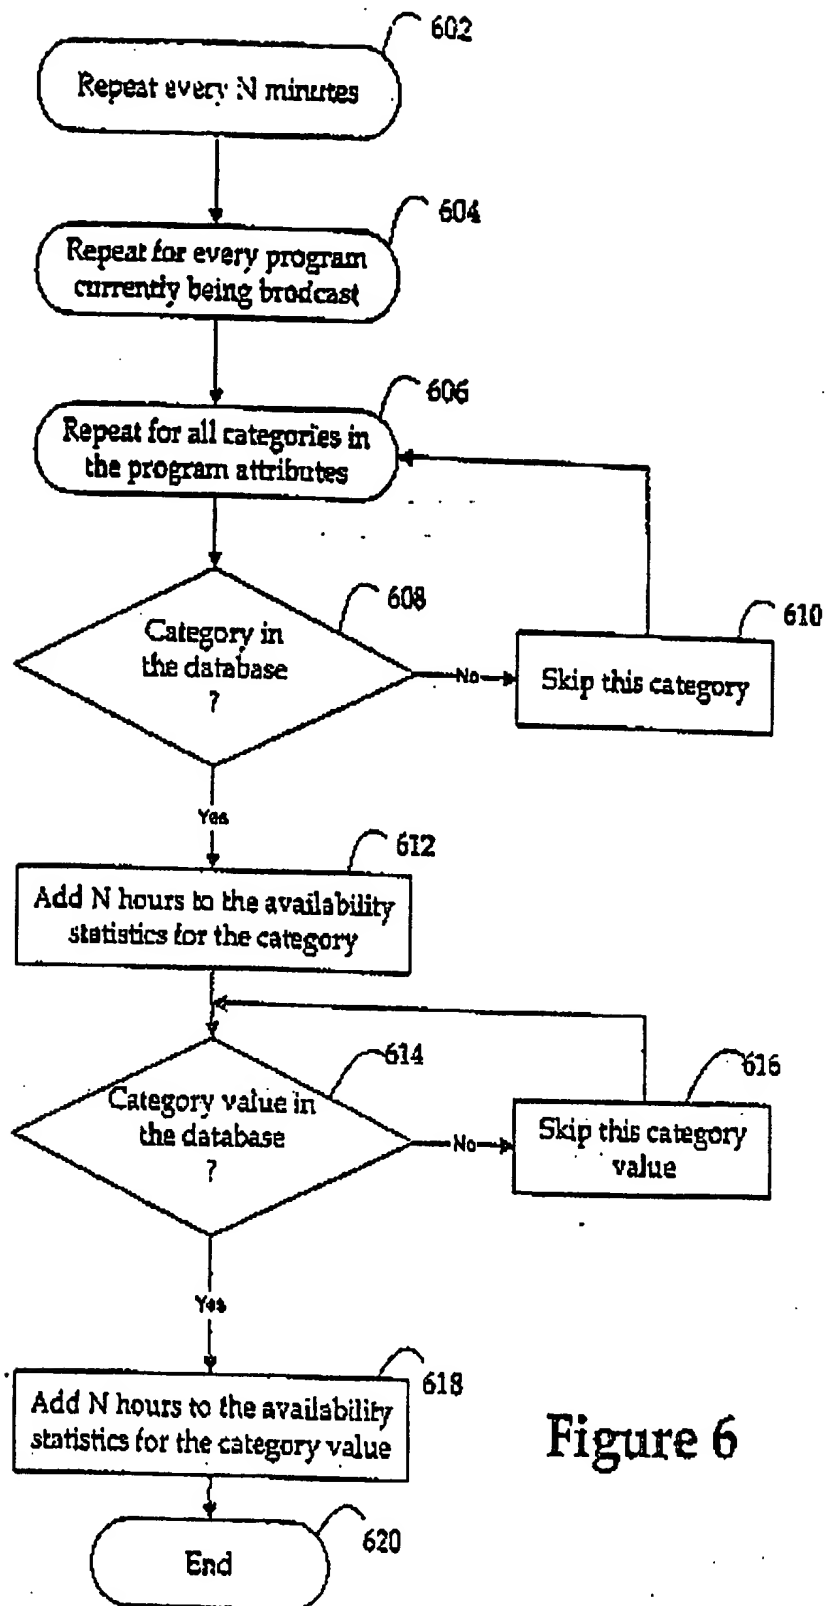 602
Repeat every N minutes
604
Repeat for every program
currently being brodcast
606
Repeat for all categories in
the program attributes
608
Category in
the database
?
610
No
Skip this category
Yes
612
Add N hours to the availability
statistics for the category
614
616
Category value in
the database
?
No
Skip this category
value
Yes
618
Add N hours to the availability
statistics for the category value
Figure 6
620
End